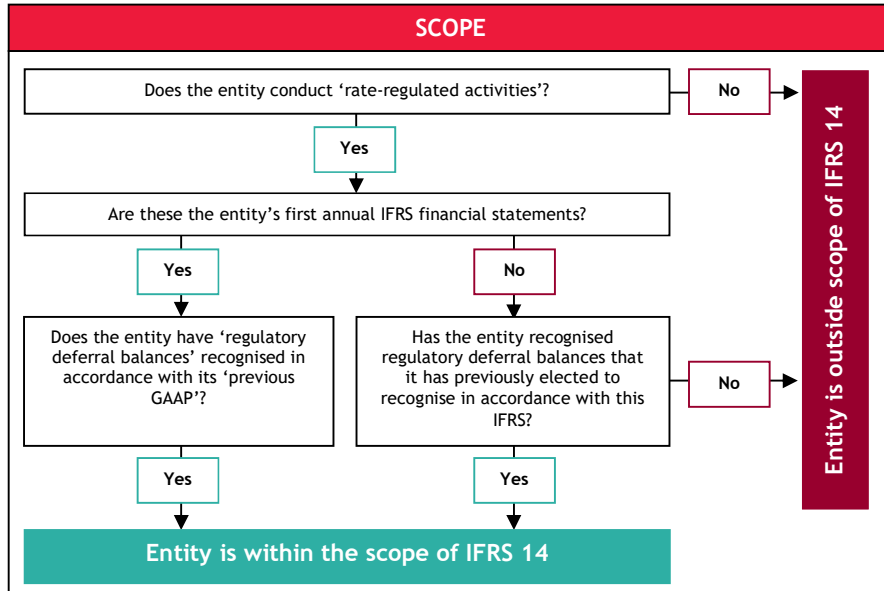 SCOPE
Does the entity conduct ‘rate-regulated activities’?
No
Yes
Are these the entity’s first annual IFRS financial statements?
Yes
No
Does the entity have ‘regulatory
deferral balances’ recognised in
accordance with its ‘previous
GAAP’?
Has the entity recognised
regulatory deferral balances that
it has previously elected to
recognise in accordance with this
IFRS?
No
Yes
Yes
Entity is within the scope of IFRS 14
Entity is outside scope of IFRS 14